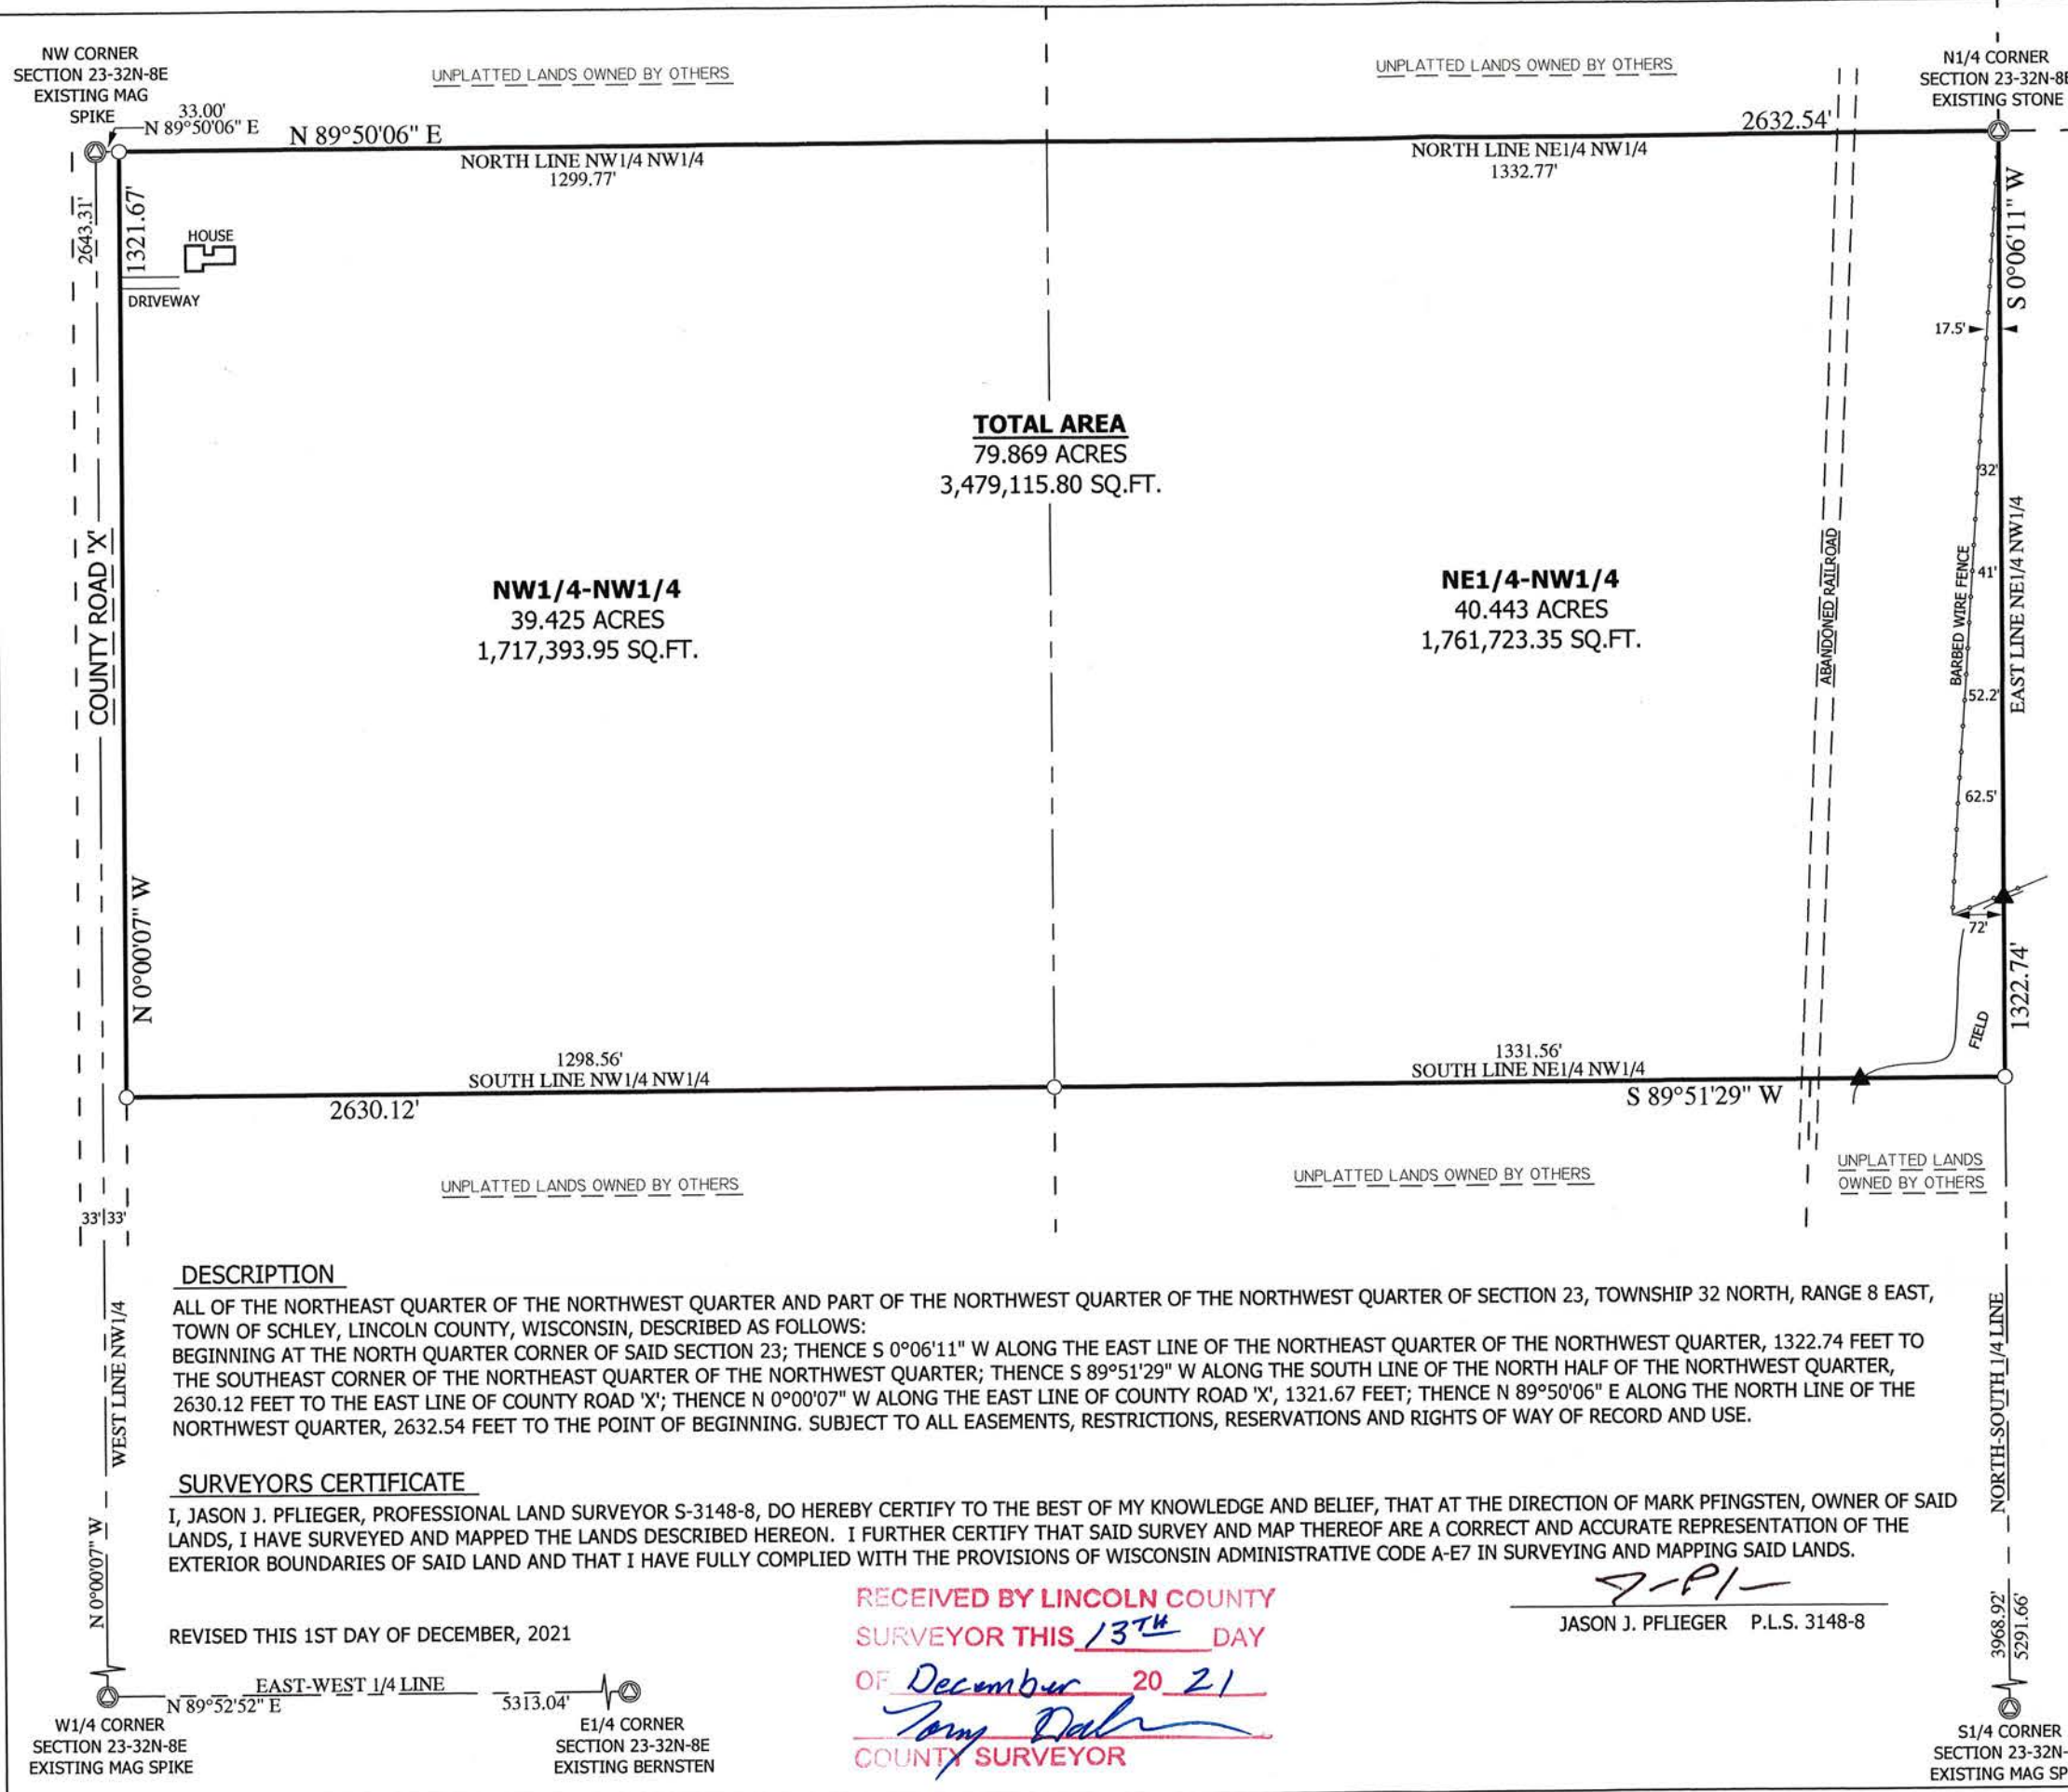 NW CORNER
SECTION 23-32N-8E
EXISTING MAG
SPIKE
33.00'
N 89°50'06" E
UNPLATTED LANDS OWNED BY OTHERS
UNPLATTED LANDS OWNED BY OTHERS
N1/4 CORNER
SECTION 23-32N-8E
EXISTING STONE
N 89°50'06" E
2632.54'
NORTH LINE NW1/4 NW1/4
1299.77'
NORTH LINE NE1/4 NW1/4
1332.77'
2643.31'
1321.67'
HOUSE
DRIVEWAY
S 0°06'11" W
17.5'
TOTAL AREA
79.869 ACRES
3,479,115.80 SQ.FT.
32'
COUNTY ROAD 'X'
NW1/4-NW1/4
39.425 ACRES
1,717,393.95 SQ.FT.
NE1/4-NW1/4
40.443 ACRES
1,761,723.35 SQ.FT.
ABANDONED RAILROAD
BARBED WIRE FENCE
41'
EAST LINE NE1/4 NW1/4
52.2'
62.5'
72'
N 0°00'07" W
1322.74'
FIELD
1298.56'
SOUTH LINE NW1/4 NW1/4
1331.56'
SOUTH LINE NE1/4 NW1/4
2630.12'
S 89°51'29" W
UNPLATTED LANDS OWNED BY OTHERS
UNPLATTED LANDS OWNED BY OTHERS
UNPLATTED LANDS
OWNED BY OTHERS
33' 33'
DESCRIPTION
ALL OF THE NORTHEAST QUARTER OF THE NORTHWEST QUARTER AND PART OF THE NORTHWEST QUARTER OF THE NORTHWEST QUARTER OF SECTION 23, TOWNSHIP 32 NORTH, RANGE 8 EAST,
TOWN OF SCHLEY, LINCOLN COUNTY, WISCONSIN, DESCRIBED AS FOLLOWS:
BEGINNING AT THE NORTH QUARTER CORNER OF SAID SECTION 23; THENCE S 0°06'11" W ALONG THE EAST LINE OF THE NORTHEAST QUARTER OF THE NORTHWEST QUARTER, 1322.74 FEET TO
THE SOUTHEAST CORNER OF THE NORTHEAST QUARTER OF THE NORTHWEST QUARTER; THENCE S 89°51'29" W ALONG THE SOUTH LINE OF THE NORTH HALF OF THE NORTHWEST QUARTER,
2630.12 FEET TO THE EAST LINE OF COUNTY ROAD 'X'; THENCE N 0°00'07" W ALONG THE EAST LINE OF COUNTY ROAD 'X', 1321.67 FEET; THENCE N 89°50'06" E ALONG THE NORTH LINE OF THE
NORTHWEST QUARTER, 2632.54 FEET TO THE POINT OF BEGINNING. SUBJECT TO ALL EASEMENTS, RESTRICTIONS, RESERVATIONS AND RIGHTS OF WAY OF RECORD AND USE.
WEST LINE NW1/4
NORTH-SOUTH 1/4 LINE
SURVEYORS CERTIFICATE
I, JASON J. PFLIEGER, PROFESSIONAL LAND SURVEYOR S-3148-8, DO HEREBY CERTIFY TO THE BEST OF MY KNOWLEDGE AND BELIEF, THAT AT THE DIRECTION OF MARK PFINGSTEN, OWNER OF SAID
LANDS, I HAVE SURVEYED AND MAPPED THE LANDS DESCRIBED HEREON. I FURTHER CERTIFY THAT SAID SURVEY AND MAP THEREOF ARE A CORRECT AND ACCURATE REPRESENTATION OF THE
EXTERIOR BOUNDARIES OF SAID LAND AND THAT I HAVE FULLY COMPLIED WITH THE PROVISIONS OF WISCONSIN ADMINISTRATIVE CODE A-E7 IN SURVEYING AND MAPPING SAID LANDS.
N 0°00'07" W
REVISED THIS 1ST DAY OF DECEMBER, 2021
RECEIVED BY LINCOLN COUNTY
SURVEYOR THIS 13TH DAY
OF December 20 21
Tony
COUNTY SURVEYOR
JASON J. PFLIEGER P.L.S. 3148-8
3968.92'
5291.66'
EAST-WEST 1/4 LINE
N 89°52'52" E
5313.04'
W1/4 CORNER
SECTION 23-32N-8E
EXISTING MAG SPIKE
E1/4 CORNER
SECTION 23-32N-8E
EXISTING BERNSTEN
S1/4 CORNER
SECTION 23-32N-
EXISTING MAG SP